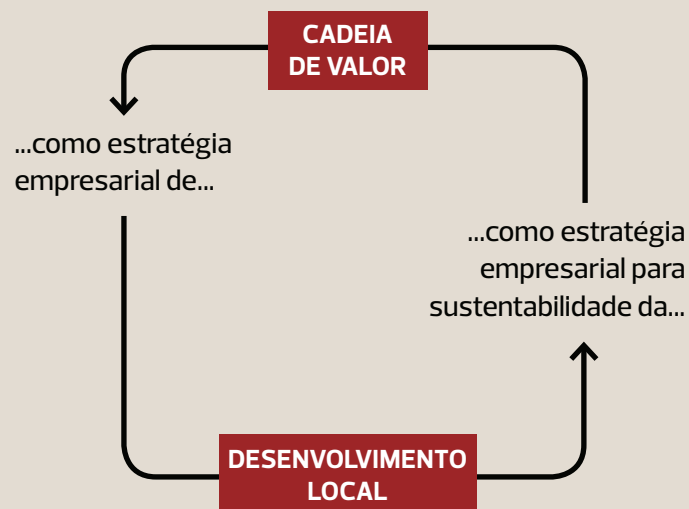 CADEIA
DE VALOR
...como estratégia
empresarial de...
...como estratégia
empresarial para
sustentabilidade da...
DESENVOLVIMENTO
LOCAL